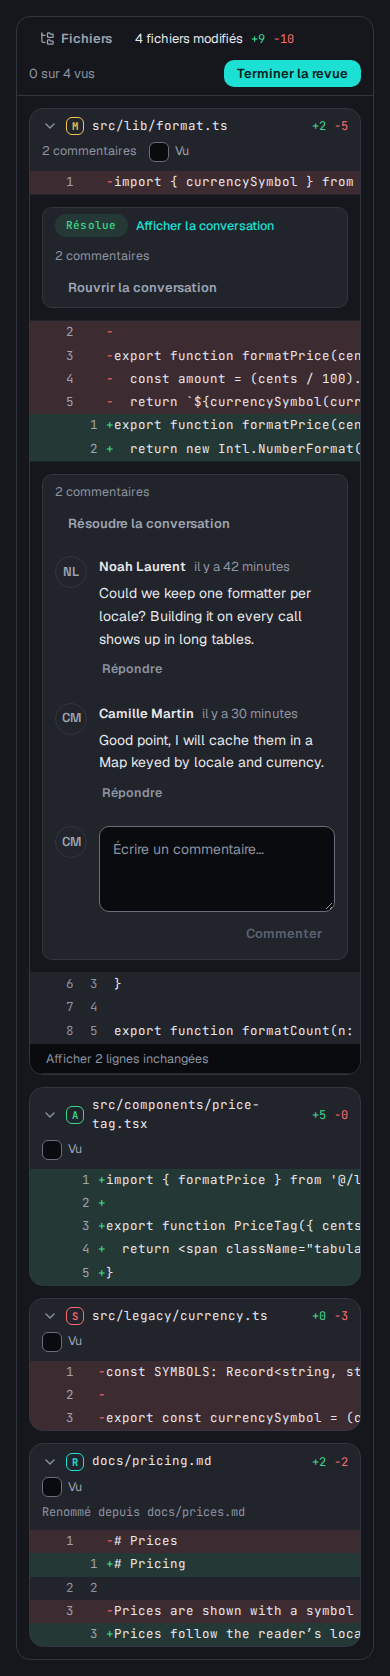 Fichiers 4 fichiers modifiés +9 -10
0 sur 4 vus Terminer la revue
M src/lib/format.ts +2 -5
2 commentaires Vu
1 -import { currencySymbol } from
Résolue Afficher la conversation
2 commentaires
Rouvrir la conversation
2 -
3 -export function formatPrice(cen
4 - const amount = (cents / 100).
5 - return `${currencySymbol(curr
1 +export function formatPrice(cen
2 + return new Intl.NumberFormat(
2 commentaires
Résoudre la conversation
NL Noah Laurent il y a 42 minutes
Could we keep one formatter per
locale? Building it on every call
shows up in long tables.
Répondre
CM Camille Martin il y a 30 minutes
Good point, I will cache them in a
Map keyed by locale and currency.
Répondre
CM Écrire un commentaire…
Commenter
6 3 }
7 4
8 5 export function formatCount(n:
Afficher 2 lignes inchangées
A src/components/price-
tag.tsx +5 -0
Vu
1 +import { formatPrice } from '@/l
2 +
3 +export function PriceTag({ cents
4 + return <span className="tabula
5 +}
S src/legacy/currency.ts +0 -3
Vu
1 -const SYMBOLS: Record<string, st
2 -
3 -export const currencySymbol = (c
R docs/pricing.md +2 -2
Vu
Renommé depuis docs/prices.md
1 -# Prices
1 +# Pricing
2 2
3 -Prices are shown with a symbol
3 +Prices follow the reader's loca